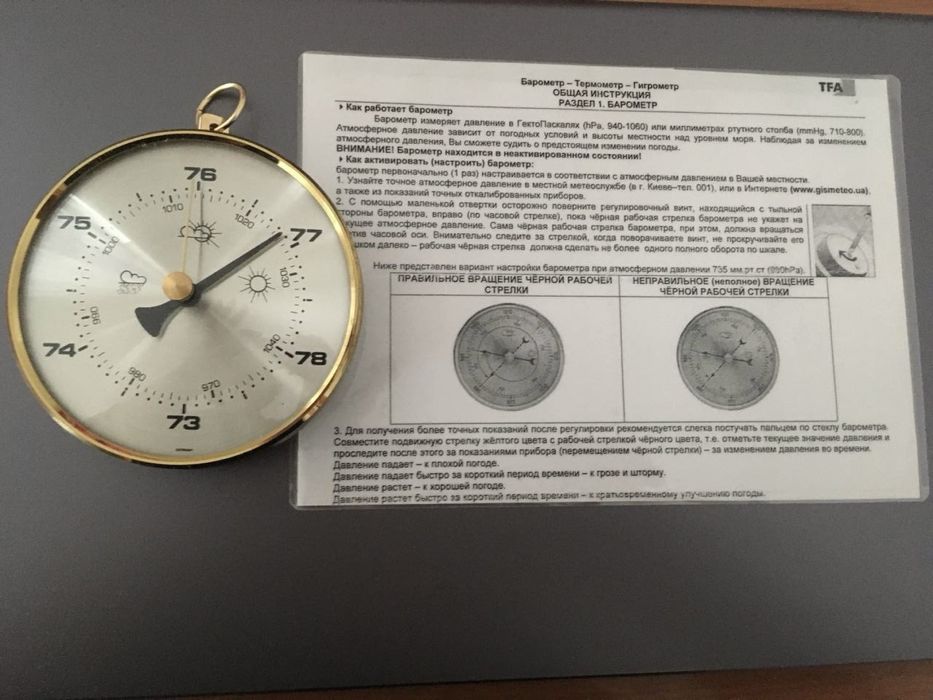 76
75
77
74
78
73
1010
1020
1000
1030
990
1040
980
970
GERMANY
Барометр – Термометр – Гигрометр
TFA
ОБЩАЯ ИНСТРУКЦИЯ
РАЗДЕЛ 1. БАРОМЕТР
Как работает барометр
Барометр измеряет давление в ГектоПаскалях (hPa, 940-1060) или миллиметрах ртутного столба (mmHg, 710-800).
Атмосферное давление зависит от погодных условий и высоты местности над уровнем моря. Наблюдая за изменением
атмосферного давления, Вы сможете судить о предстоящем изменении погоды.
ВНИМАНИЕ! Барометр находится в неактивированном состоянии!
Как активировать (настроить) барометр:
барометр первоначально (1 раз) настраивается в соответствии с атмосферным давлением в Вашей местности.
1. Узнайте точное атмосферное давление в местной метеослужбе (в г. Киеве–тел. 001), или в Интернете (www.gismeteo.ua),
а также из показаний точных откалиброванных приборов.
2. С помощью маленькой отвертки осторожно поверните регулировочный винт, находящийся с тыльной
стороны барометра, вправо (по часовой стрелке), пока чёрная рабочая стрелка барометра не укажет на
текущее атмосферное давление. Сама чёрная рабочая стрелка барометра, при этом, должна вращаться
против часовой оси. Внимательно следите за стрелкой, когда поворачиваете винт, не прокручивайте его
слишком далеко – рабочая чёрная стрелка должна сделать не более одного полного оборота по шкале.
Ниже представлен вариант настройки барометра при атмосферном давлении 735 мм.рт ст (980hPa).
ПРАВИЛЬНОЕ ВРАЩЕНИЕ ЧЁРНОЙ РАБОЧЕЙ
СТРЕЛКИ
НЕПРАВИЛЬНОЕ (неполное) ВРАЩЕНИЕ
ЧЁРНОЙ РАБОЧЕЙ СТРЕЛКИ
3. Для получения более точных показаний после регулировки рекомендуется слегка постучать пальцем по стеклу барометра.
Совместите подвижную стрелку жёлтого цвета с рабочей стрелкой чёрного цвета, т.е. отметьте текущее значение давления и
проследите после этого за показаниями прибора (перемещением чёрной стрелки) – за изменением давления во времени.
Давление падает – к плохой погоде.
Давление падает быстро за короткий период времени – к грозе и шторму.
Давление растет – к хорошей погоде.
Давление растет быстро за короткий период времени – к кратковременному улучшению погоды.